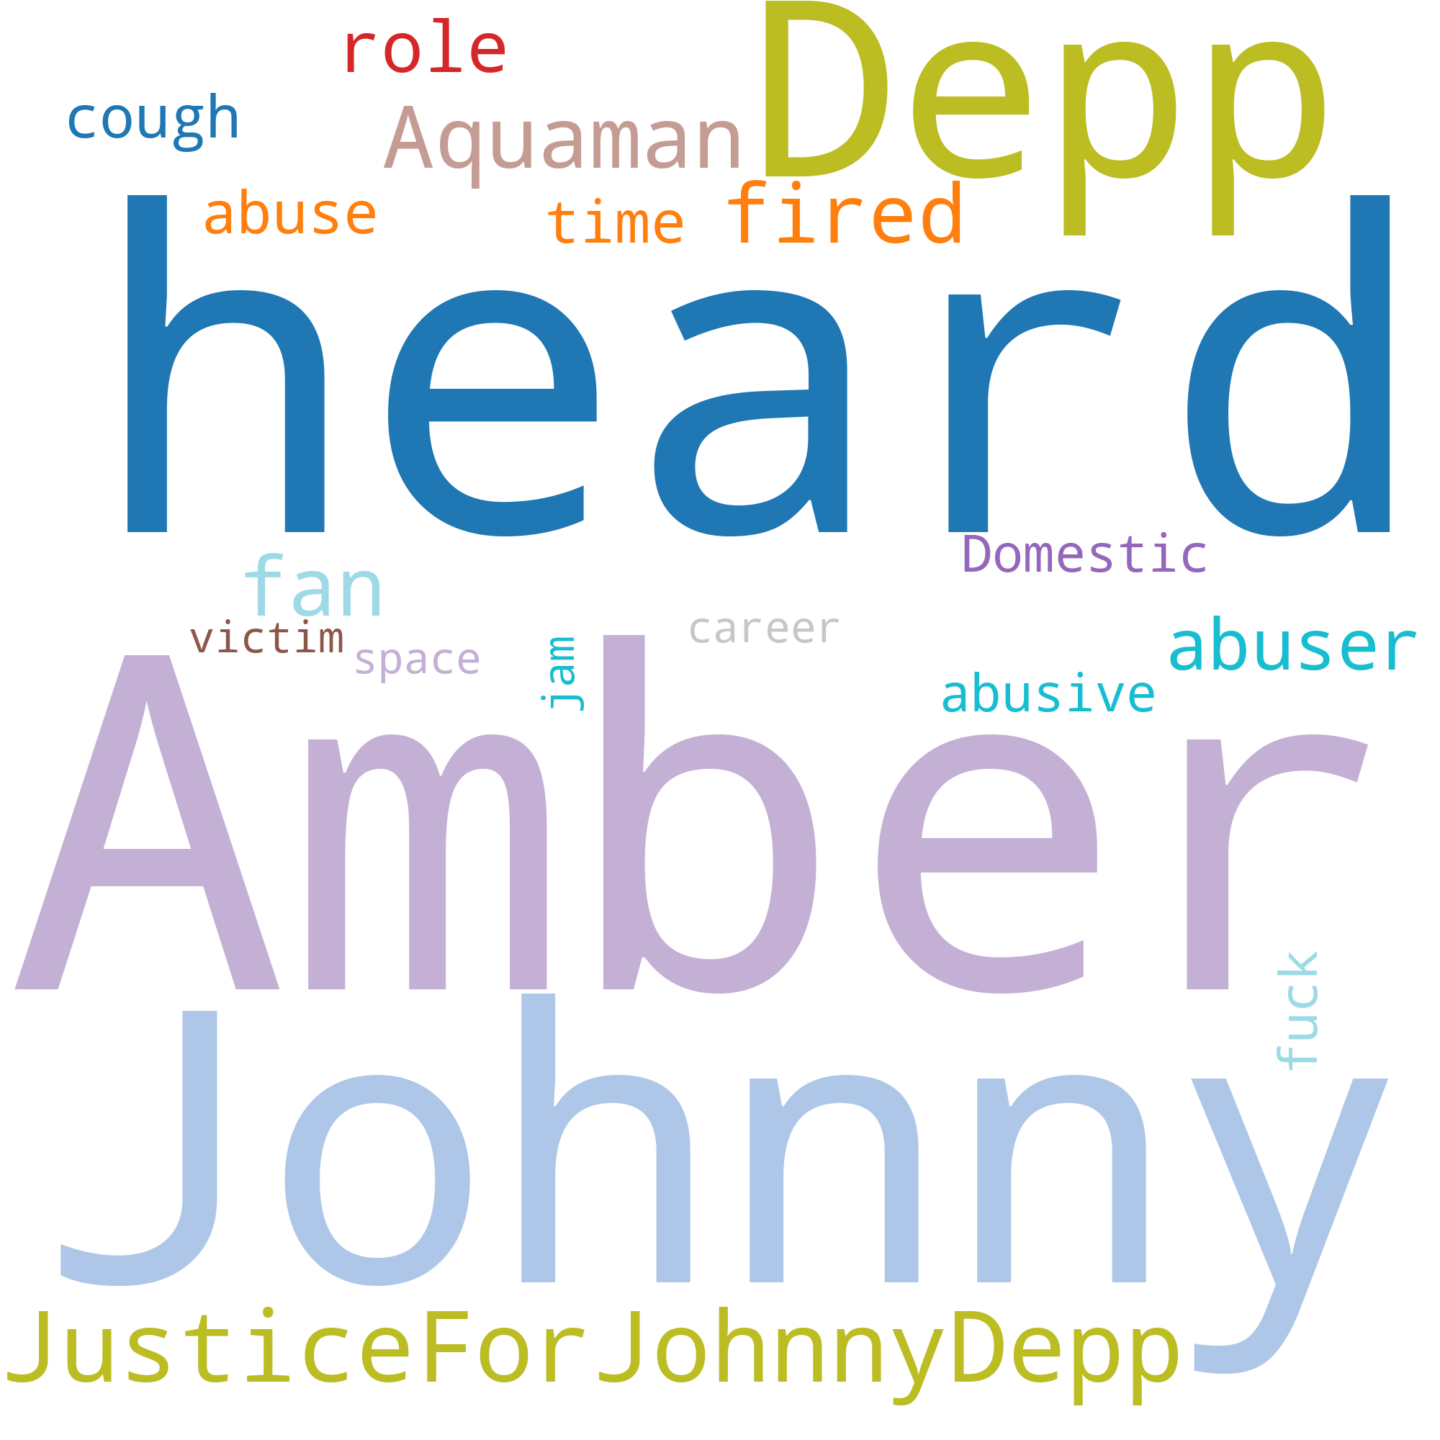 role
Depp
cough
Aquaman
abuse
time
fired
heard
Domestic
fan
victim
space
jam
career
abuser
abusive
Amber
fuck
Johnny
JusticeForJohnnyDepp